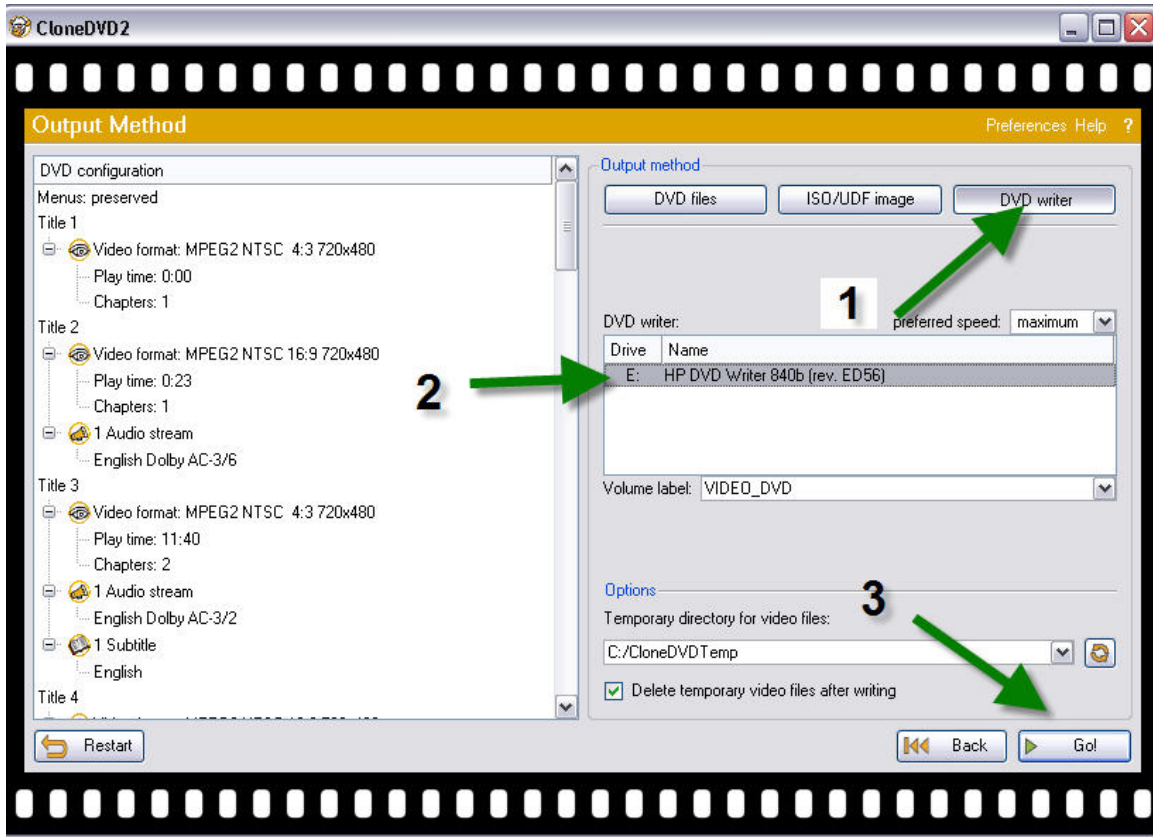 CloneDVD2
Output Method
Preferences Help ?
DVD configuration
Menus: preserved
Title 1
Video format: MPEG2 NTSC 4:3 720x480
Play time: 0:00
Chapters: 1
Title 2
Video format: MPEG2 NTSC 16:9 720x480
Play time: 0:23
Chapters: 1
1 Audio stream
English Dolby AC-3/6
Title 3
Video format: MPEG2 NTSC 4:3 720x480
Play time: 11:40
Chapters: 2
1 Audio stream
English Dolby AC-3/2
1 Subtitle
English
Title 4
Restart
Output method
DVD files ISO/UDF image DVD writer
1
DVD writer: preferred speed: maximum
Drive Name
2
E: HP DVD Writer 840b (rev. ED56)
Volume label: VIDEO_DVD
Options
3
Temporary directory for video files:
C:/CloneDVDTemp
Delete temporary video files after writing
Back Go!